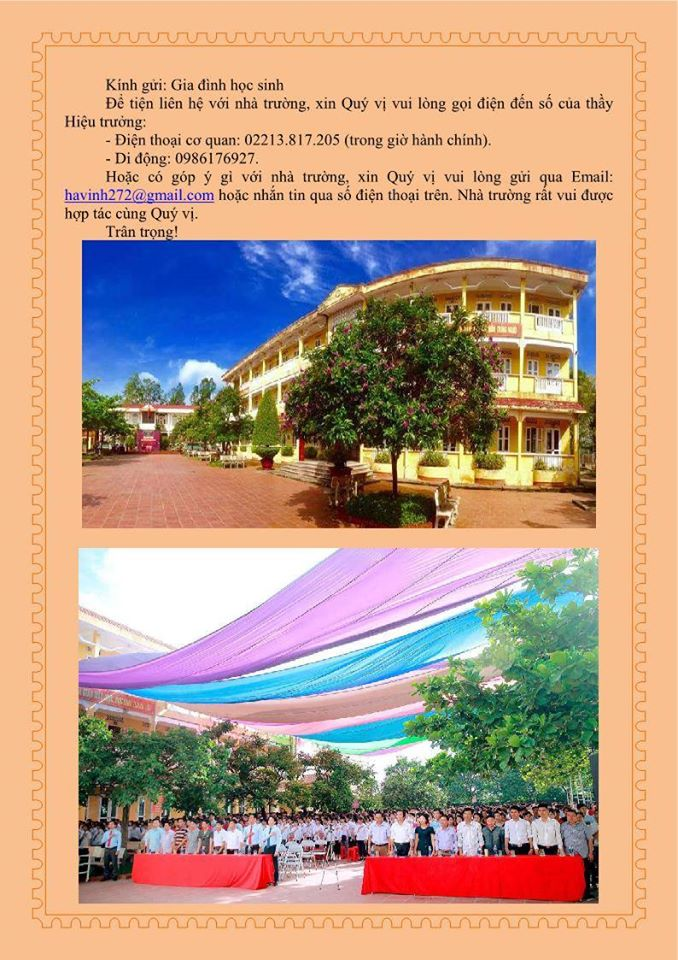 Kính gửi: Gia đình học sinh
Để tiện liên hệ với nhà trường, xin Quý vị vui lòng gọi điện đến số của thầy
Hiệu trưởng:
- Điện thoại cơ quan: 02213.817.205 (trong giờ hành chính).
- Di động: 0986176927.
Hoặc có góp ý gì với nhà trường, xin Quý vị vui lòng gửi qua Email:
havinh272@gmail.com hoặc nhắn tin qua số điện thoại trên. Nhà trường rất vui được
hợp tác cùng Quý vị.
Trân trọng!